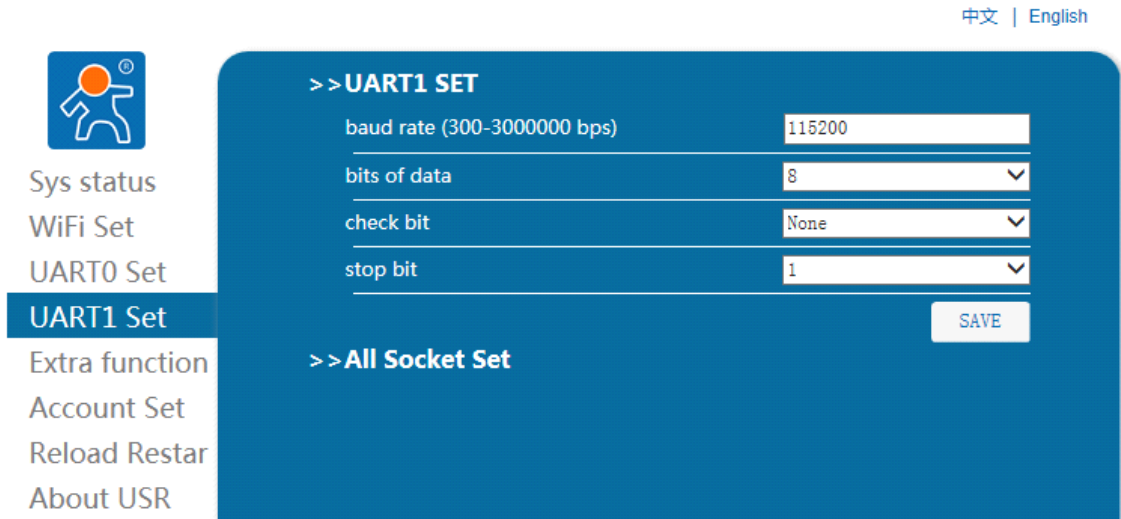 中文 | English
®
Sys status
WiFi Set
UART0 Set
UART1 Set
Extra function
Account Set
Reload Restar
About USR
>>UART1 SET
baud rate (300-3000000 bps) 115200
bits of data 8
check bit None
stop bit 1
SAVE
>>All Socket Set